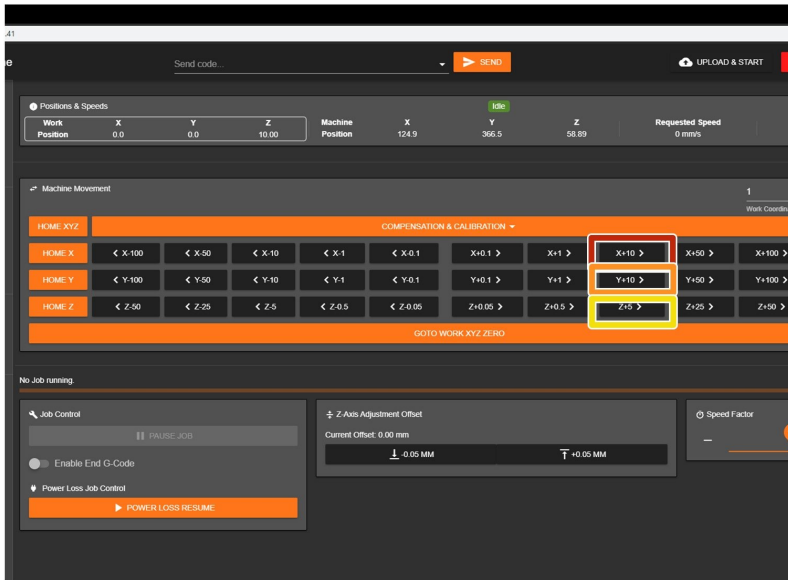 .41
Send code...
SEND
UPLOAD & START
Positions & Speeds
Idle
Work Position
X
0.0
Y
0.0
Z
10.00
Machine Position
X
124.9
Y
366.5
Z
58.89
Requested Speed
0 mm/s
Machine Movement
1
HOME XYZ
COMPENSATION & CALIBRATION
Work Coordin
HOME X
X-100
X-50
X-10
X-1
X-0.1
X+0.1
X+1
X+10
X+50
X+100
HOME Y
Y-100
Y-50
Y-10
Y-1
Y-0.1
Y+0.1
Y+1
Y+10
Y+50
Y+100
HOME Z
Z-50
Z-25
Z-5
Z-0.5
Z-0.05
Z+0.05
Z+0.5
Z+5
Z+25
Z+50
GOTO WORK XYZ ZERO
No Job running.
Job Control
PAUSE JOB
Enable End G-Code
Power Loss Job Control
POWER LOSS RESUME
Z-Axis Adjustment Offset
Current Offset: 0.00 mm
-0.05 MM
+0.05 MM
Speed Factor